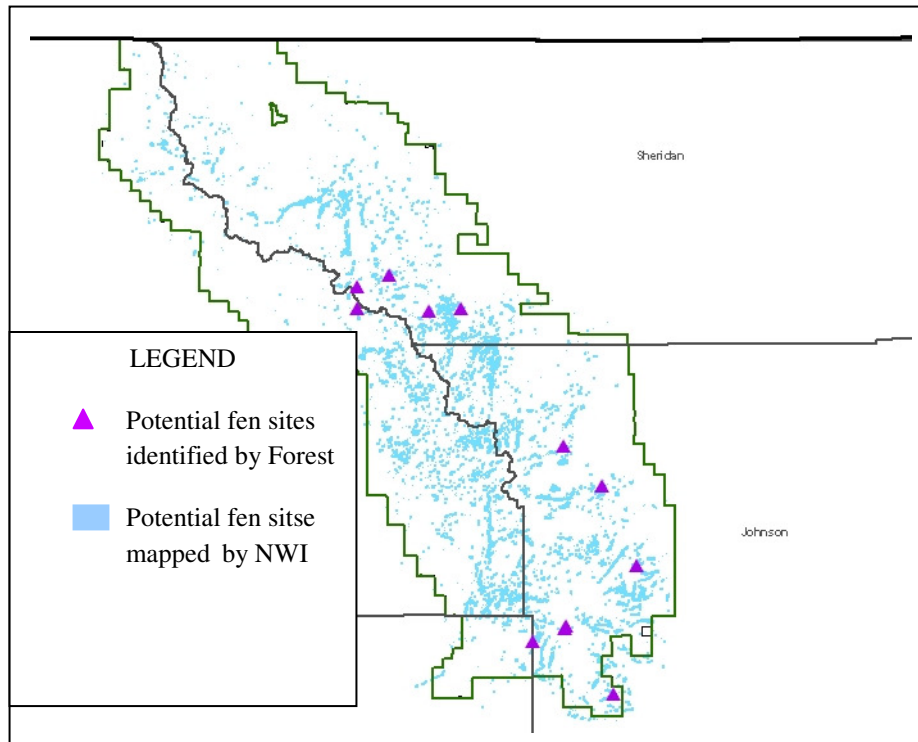 Sheridan
LEGEND
Potential fen sites
identified by Forest
Potential fen sitse
mapped by NWI
Johnson